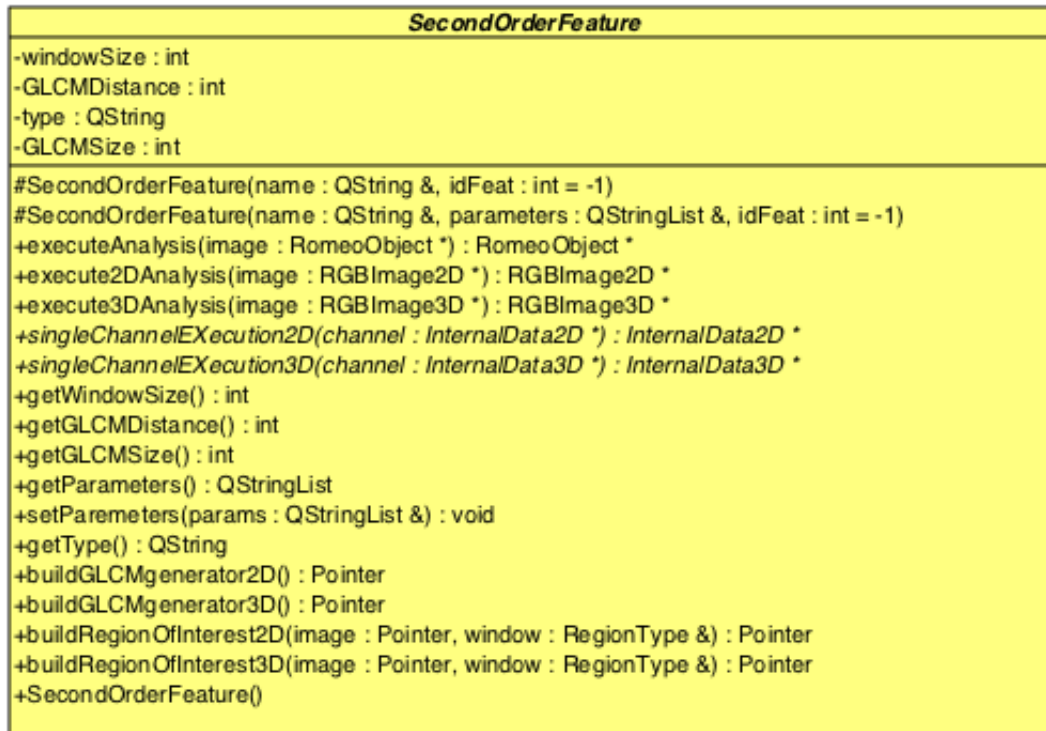 SecondOrderFeature
-windowSize : int
-GLCMDistance : int
-type : QString
-GLCMSize : int
#SecondOrderFeature(name : QString &, idFeat : int = -1)
#SecondOrderFeature(name : QString &, parameters : QStringList &, idFeat : int = -1)
+executeAnalysis(image : RomeoObject *) : RomeoObject *
+execute2DAnalysis(image : RGBImage2D *) : RGBImage2D *
+execute3DAnalysis(image : RGBImage3D *) : RGBImage3D *
+singleChannelEXecution2D(channel : InternalData2D *) : InternalData2D *
+singleChannelEXecution3D(channel : InternalData3D *) : InternalData3D *
+getWindowSize() : int
+getGLCMDistance() : int
+getGLCMSize() : int
+getParameters() : QStringList
+setParemeters(params : QStringList &) : void
+getType() : QString
+buildGLCMgenerator2D() : Pointer
+buildGLCMgenerator3D() : Pointer
+buildRegionOfInterest2D(image : Pointer, window : RegionType &) : Pointer
+buildRegionOfInterest3D(image : Pointer, window : RegionType &) : Pointer
+SecondOrderFeature()